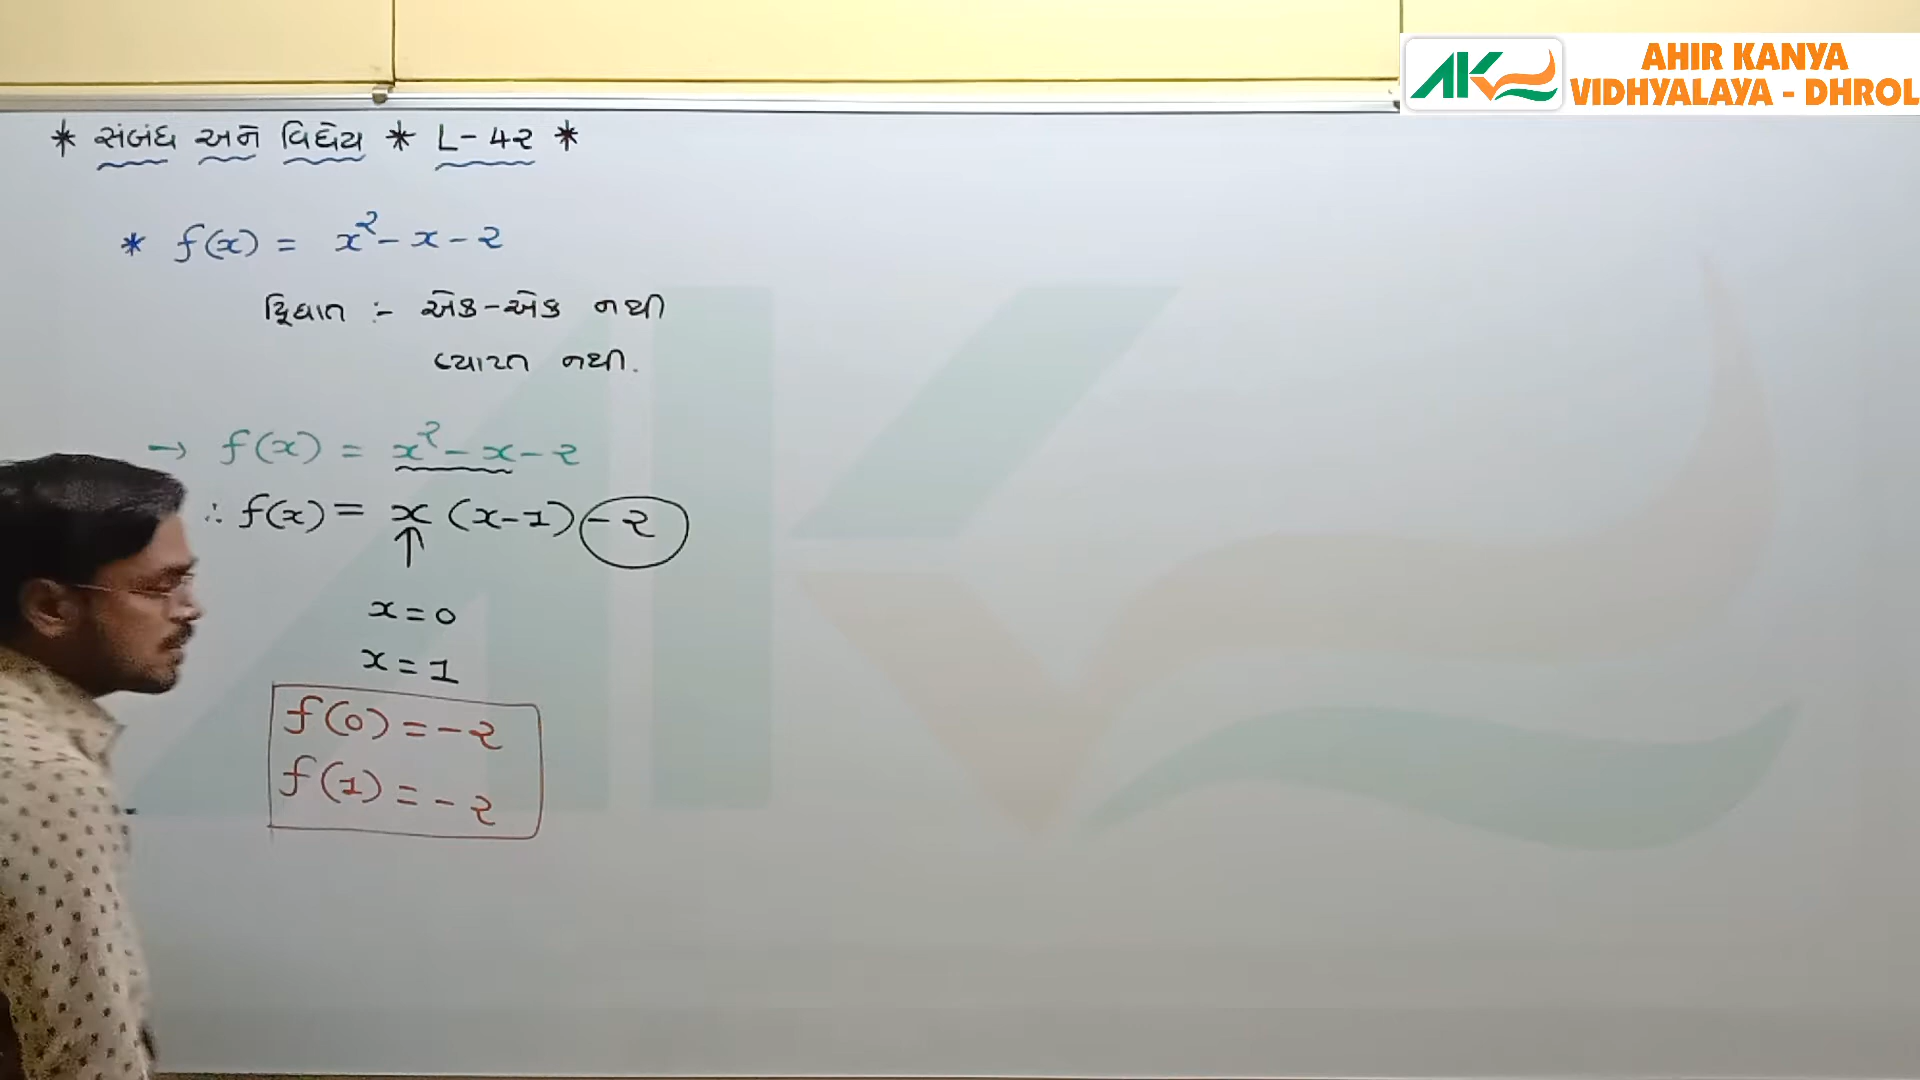 AHIR KANYA
VIDHYALAYA - DHROL
* સંબંધ અને વિધેય * L-42 *
* f(x) = x² - x - 2
દ્વિઘાત :- એક-એક નથી
વ્યાપ્ત નથી.
→ f(x) = x² - x - 2
∴ f(x) = x (x-1) - 2
↑
x = 0
x = 1
f(0) = -2
f(1) = -2